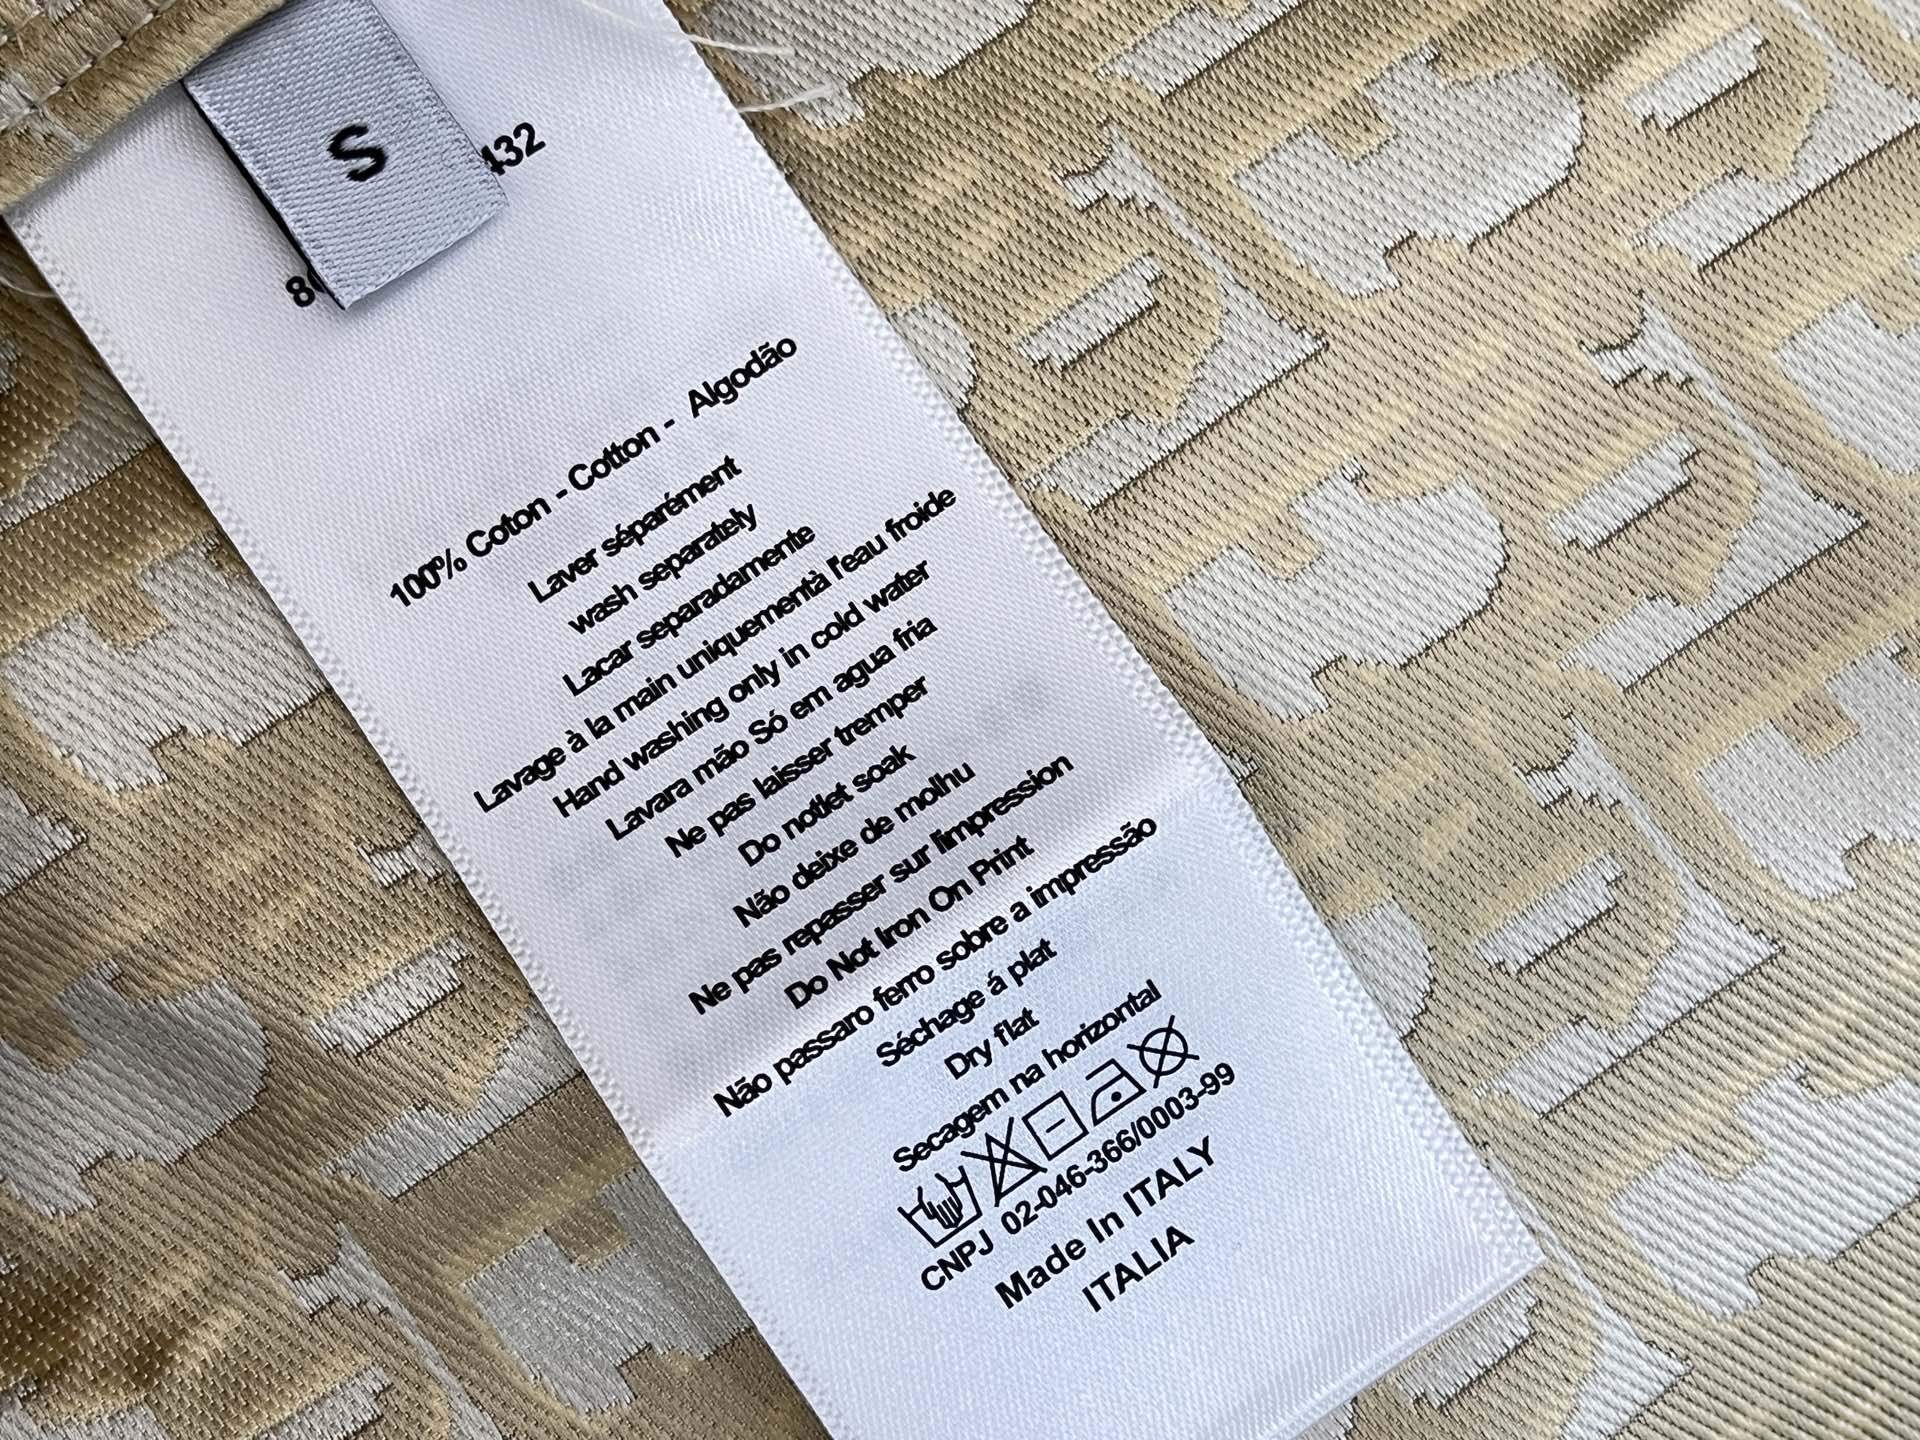 S
432
100% Coton - Cotton - Algodão
Laver séparément
wash separately
Lacar separadamente
Lavage à la main uniquementà l'eau froide
Hand washing only in cold water
Lavara mão Só em agua fria
Ne pas laisser tremper
Do notlet soak
Não deixe de molhu
Ne pas repasser sur l'impression
Do Not Iron On Print
Não passaro ferro sobre a impressão
Séchage á plat
Dry flat
Secagem na horizontal
CNPJ 02-046-366/0003-99
Made In ITALY
ITALIA